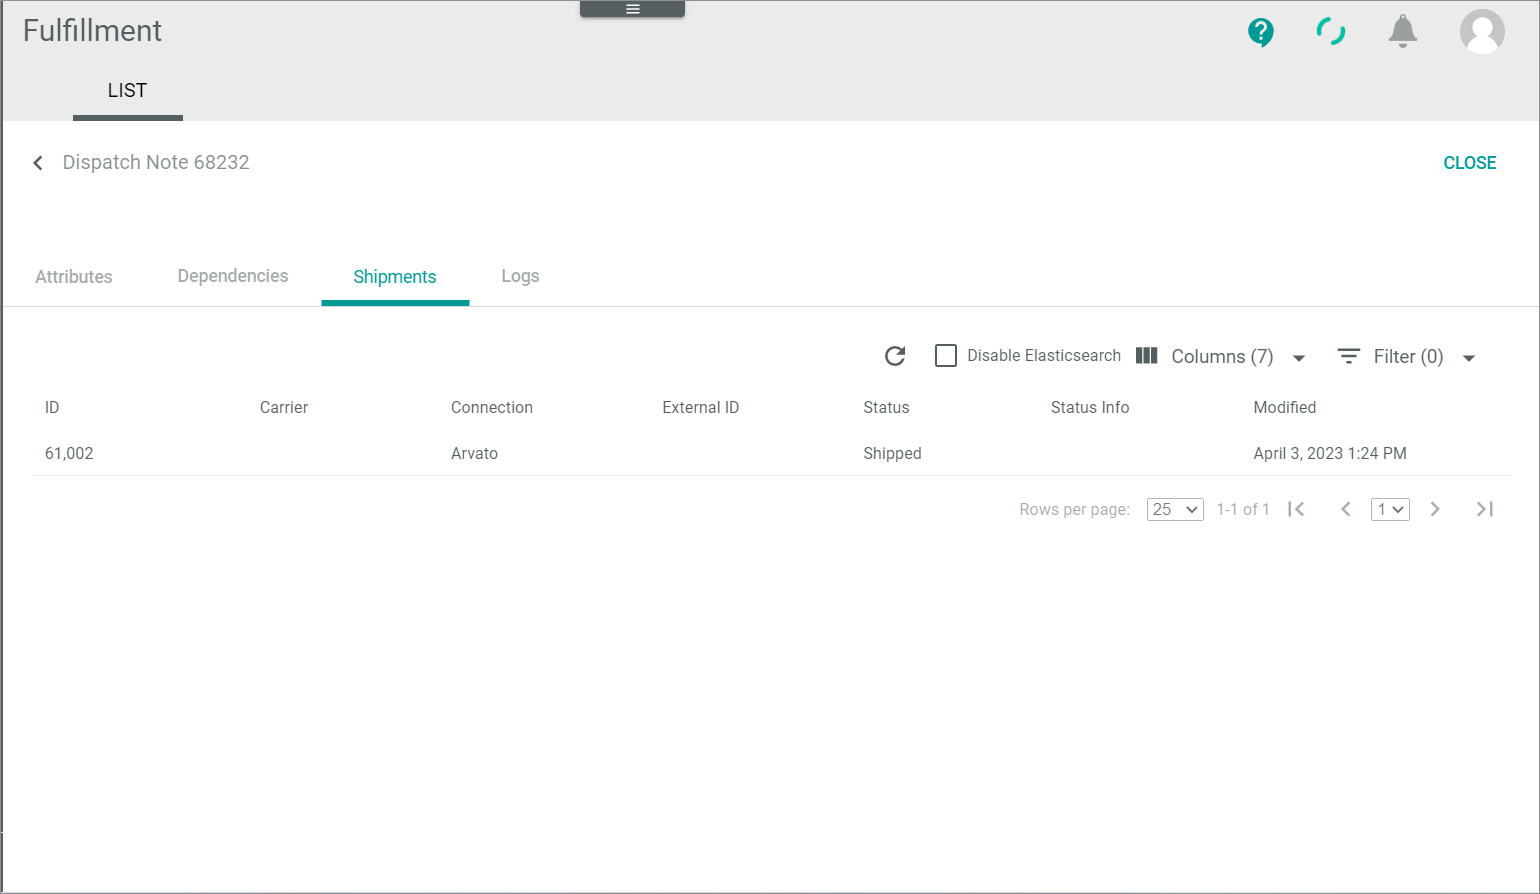 Fulfillment
LIST
Dispatch Note 68232
CLOSE
Attributes Dependencies Shipments Logs
Disable Elasticsearch Columns (7) Filter (0)
ID Carrier Connection External ID Status Status Info Modified
61,002 Arvato Shipped April 3, 2023 1:24 PM
Rows per page: 25 1-1 of 1 1